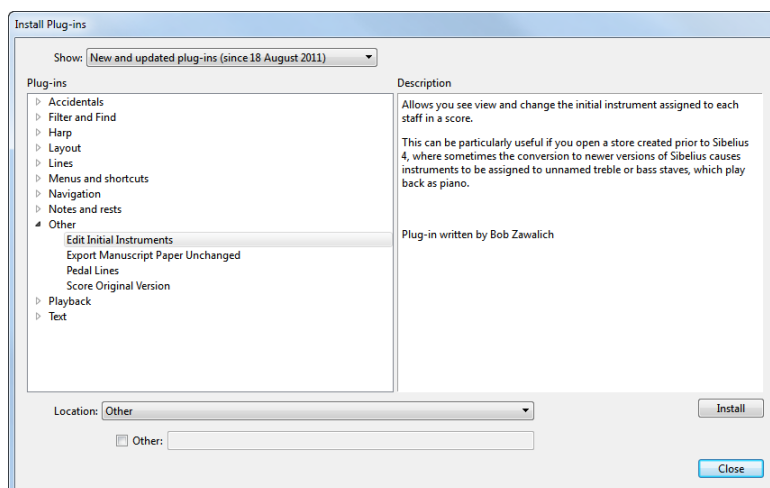 Install Plug-ins
Show: New and updated plug-ins (since 18 August 2011)
Plug-ins
Accidentals
Filter and Find
Harp
Layout
Lines
Menus and shortcuts
Navigation
Notes and rests
Other
Edit Initial Instruments
Export Manuscript Paper Unchanged
Pedal Lines
Score Original Version
Playback
Text
Description
Allows you see view and change the initial instrument assigned to each
staff in a score.
This can be particularly useful if you open a store created prior to Sibelius
4, where sometimes the conversion to newer versions of Sibelius causes
instruments to be assigned to unnamed treble or bass staves, which play
back as piano.
Plug-in written by Bob Zawalich
Location: Other
Install
Other:
Close